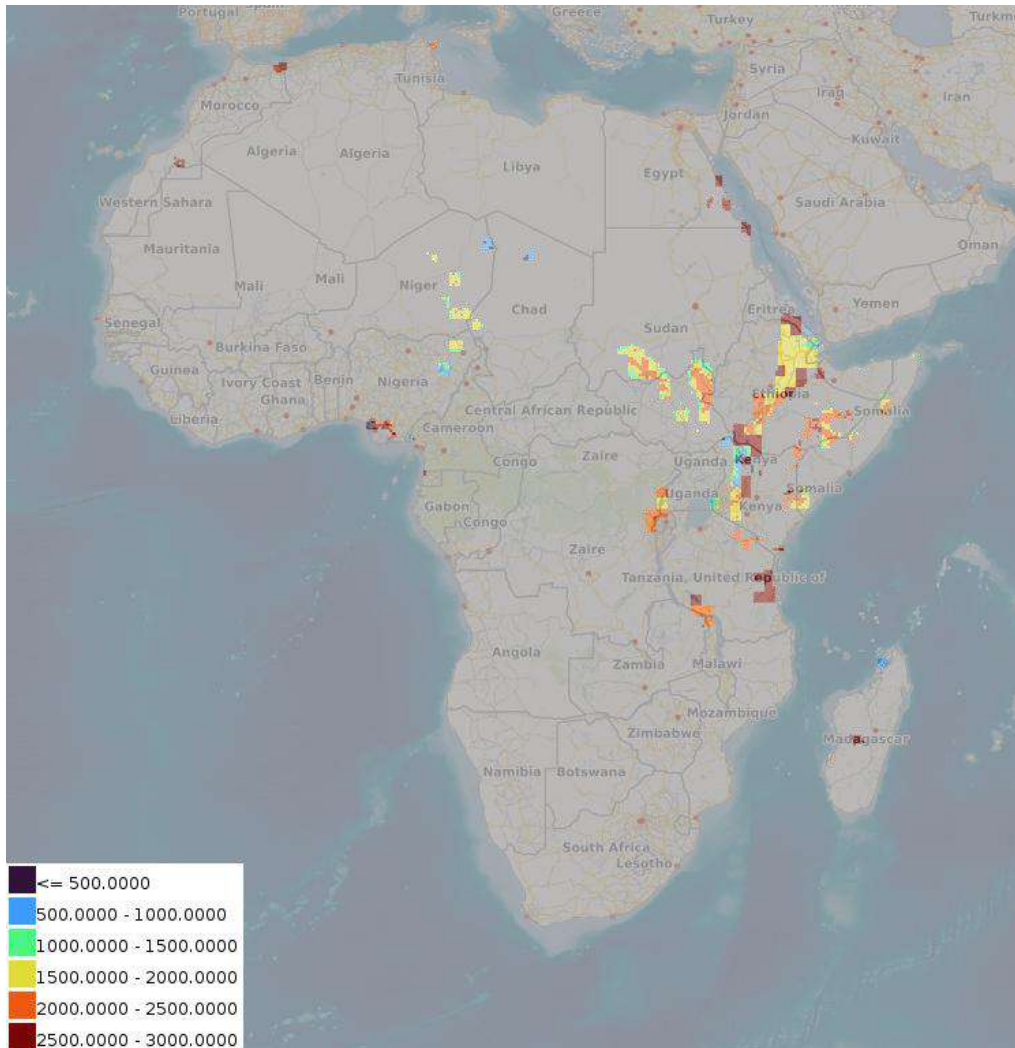 Portugal
Spain
Greece
Turkey
Turkm
Tunisia
Syria
Morocco
Iraq
Iran
Jordan
Algeria
Algeria
Kuwait
Libya
Egypt
Western Sahara
Saudi Arabia
Mauritania
Oman
Mali
Mali
Niger
Chad
Eritrea
Yemen
Senegal
Sudan
Burkina Faso
Guinea
Ivory Coast
Benin
Nigeria
Ghana
Ethiopia
Liberia
Central African Republic
Somalia
Cameroon
Congo
Zaire
Uganda
Kenya
Uganda
Somalia
Gabon
Kenya
Congo
Zaire
Tanzania, United Republic of
Angola
Zambia
Malawi
Mozambique
Zimbabwe
Madagascar
Namibia
Botswana
South Africa
Lesotho
<= 500.0000
500.0000 - 1000.0000
1000.0000 - 1500.0000
1500.0000 - 2000.0000
2000.0000 - 2500.0000
2500.0000 - 3000.0000